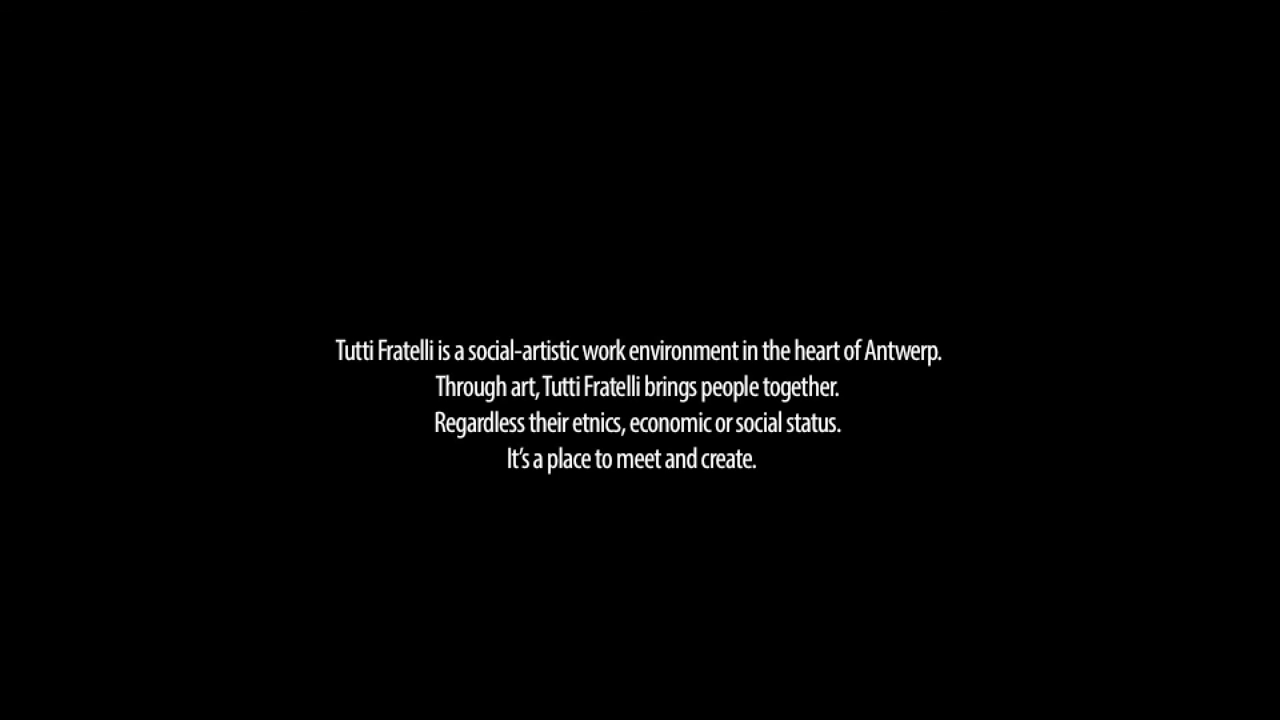 Tutti Fratelli is a social-artistic work environment in the heart of Antwerp.
Through art, Tutti Fratelli brings people together.
Regardless their etnics, economic or social status.
It's a place to meet and create.